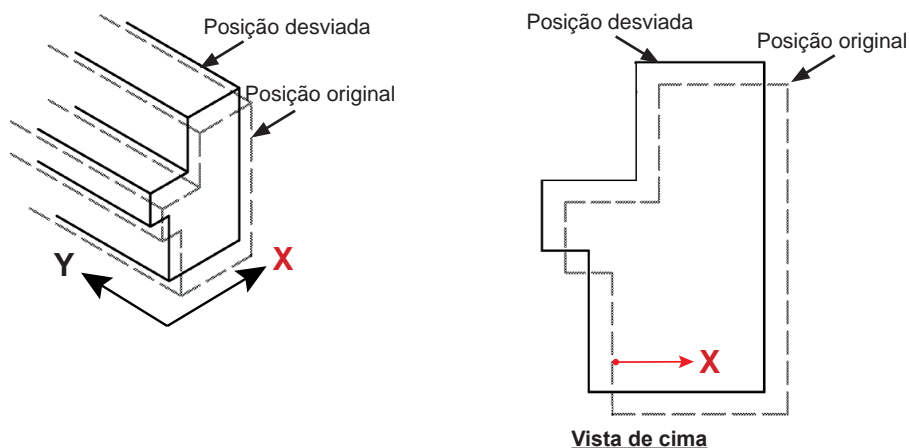 Posição desviada
Posição original
Y
X
Posição desviada
Posição original
X
Vista de cima